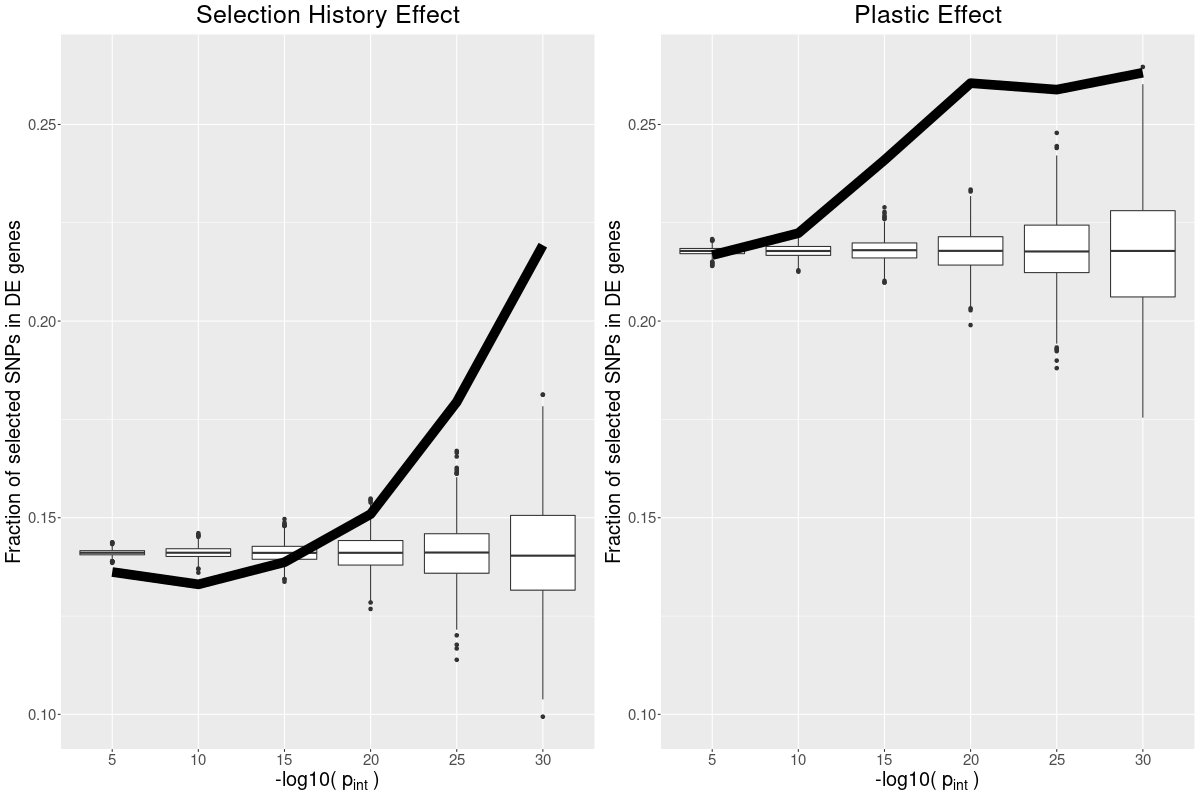 Selection History Effect
Fraction of selected SNPs in DE genes
0.25
0.20
0.15
0.10
5 10 15 20 25 30
-log10( pint )
Plastic Effect
Fraction of selected SNPs in DE genes
0.25
0.20
0.15
0.10
5 10 15 20 25 30
-log10( pint )